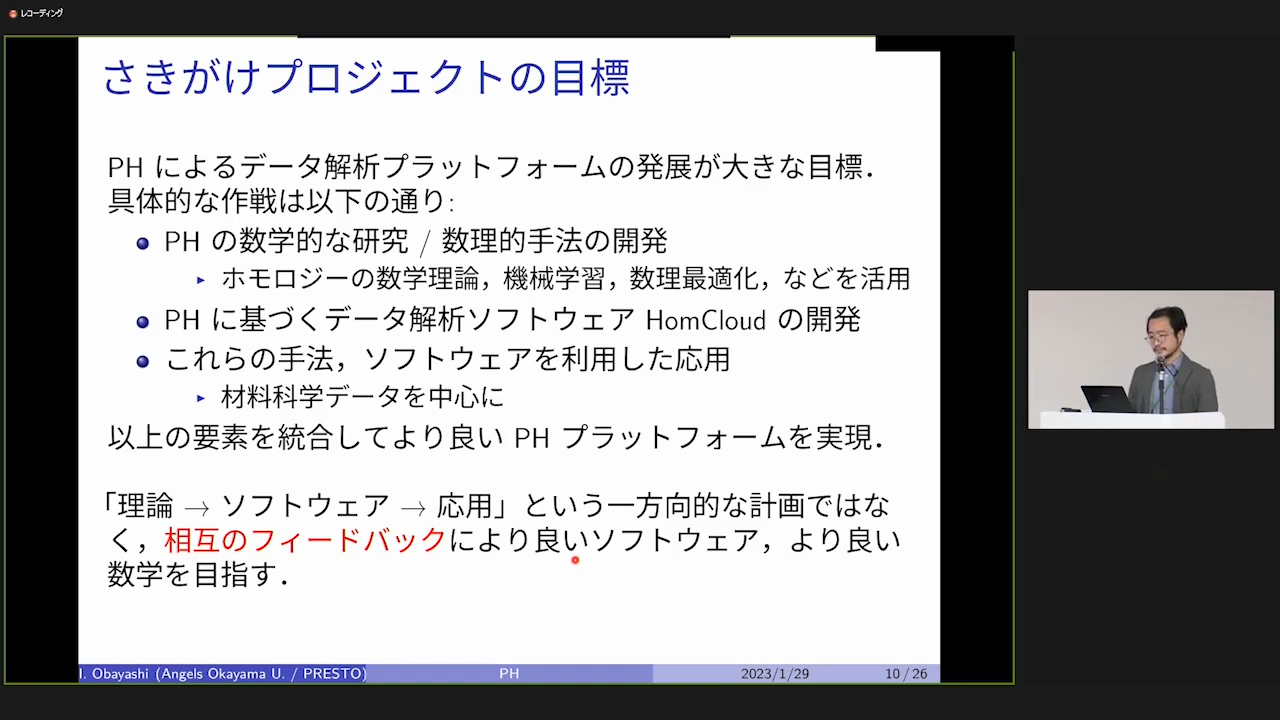 レコーディング
さきがけプロジェクトの目標
PH によるデータ解析プラットフォームの発展が大きな目標．
具体的な作戦は以下の通り:
PH の数学的な研究 / 数理的手法の開発
ホモロジーの数学理論，機械学習，数理最適化，などを活用
PH に基づくデータ解析ソフトウェア HomCloud の開発
これらの手法，ソフトウェアを利用した応用
材料科学データを中心に
以上の要素を統合してより良い PH プラットフォームを実現．
「理論 → ソフトウェア → 応用」という一方向的な計画ではな
く，相互のフィードバックにより良いソフトウェア，より良い
数学を目指す．
I. Obayashi (Angels Okayama U. / PRESTO) PH 2023/1/29 10 / 26